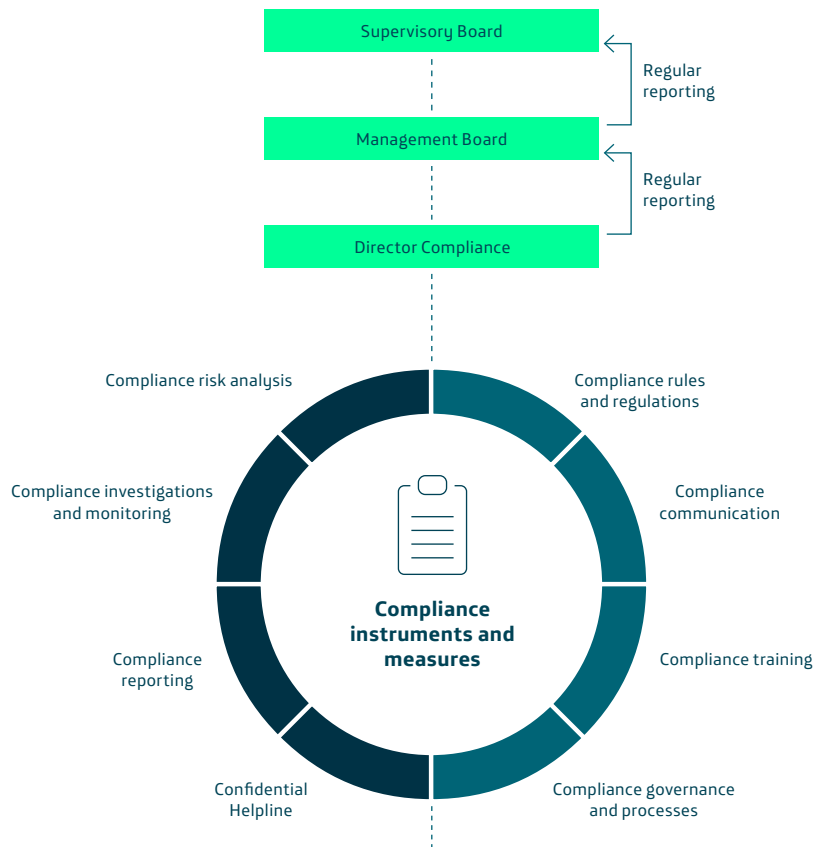 Supervisory Board
Regular
reporting
Management Board
Regular
reporting
Director Compliance
Compliance risk analysis
Compliance rules
and regulations
Compliance investigations
and monitoring
Compliance
communication
Compliance
instruments and
measures
Compliance
reporting
Compliance training
Confidential
Helpline
Compliance governance
and processes